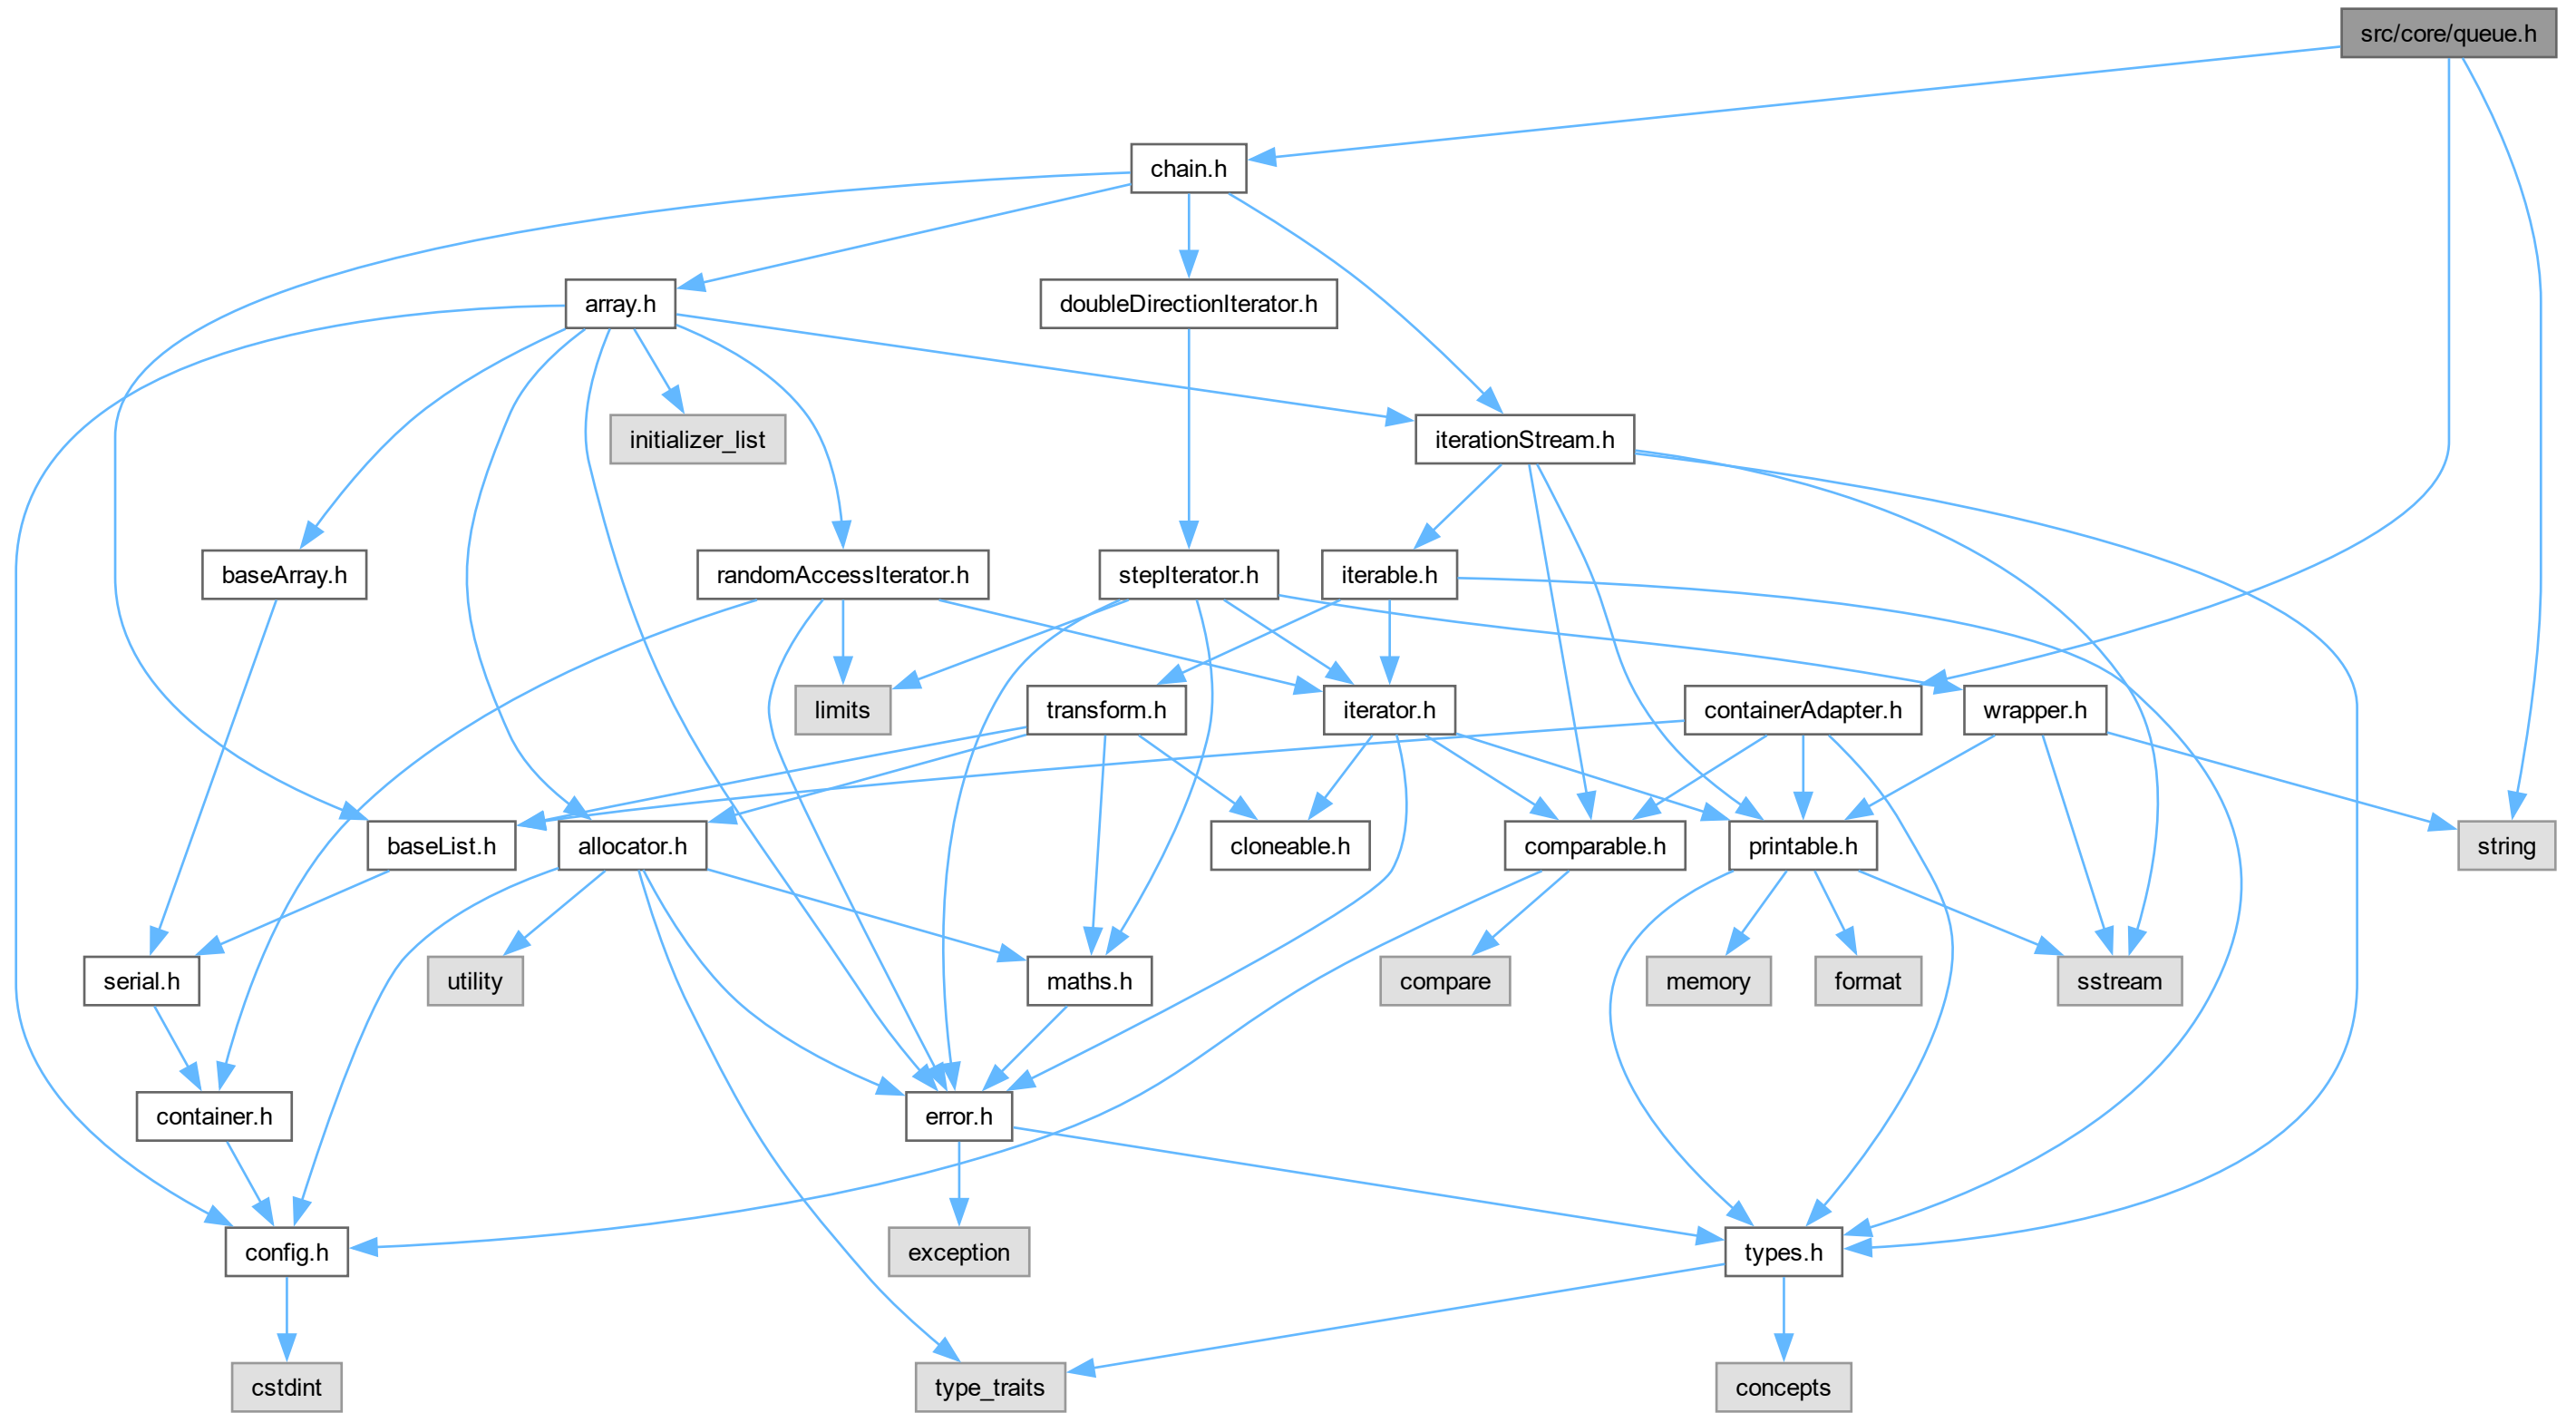 src/core/queue.h
chain.h
array.h
doubleDirectionIterator.h
initializer_list
iterationStream.h
baseArray.h
randomAccessIterator.h
stepIterator.h
iterable.h
limits
transform.h
iterator.h
containerAdapter.h
wrapper.h
baseList.h
allocator.h
cloneable.h
comparable.h
printable.h
string
serial.h
utility
maths.h
compare
memory
format
sstream
container.h
error.h
config.h
exception
types.h
cstdint
type_traits
concepts